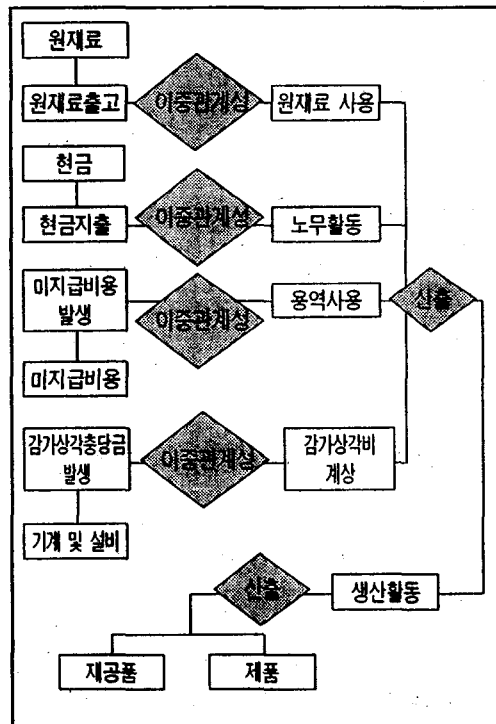 원재료
원재료출고
이중관계성
원재료 사용
현금
현금지출
이중관계성
노무활동
미지급비용
발생
이중관계성
용역사용
산출
미지급비용
감가상각충당금
발생
이중관계성
감가상각비
계상
기계 및 설비
산출
생산활동
재공품
제품